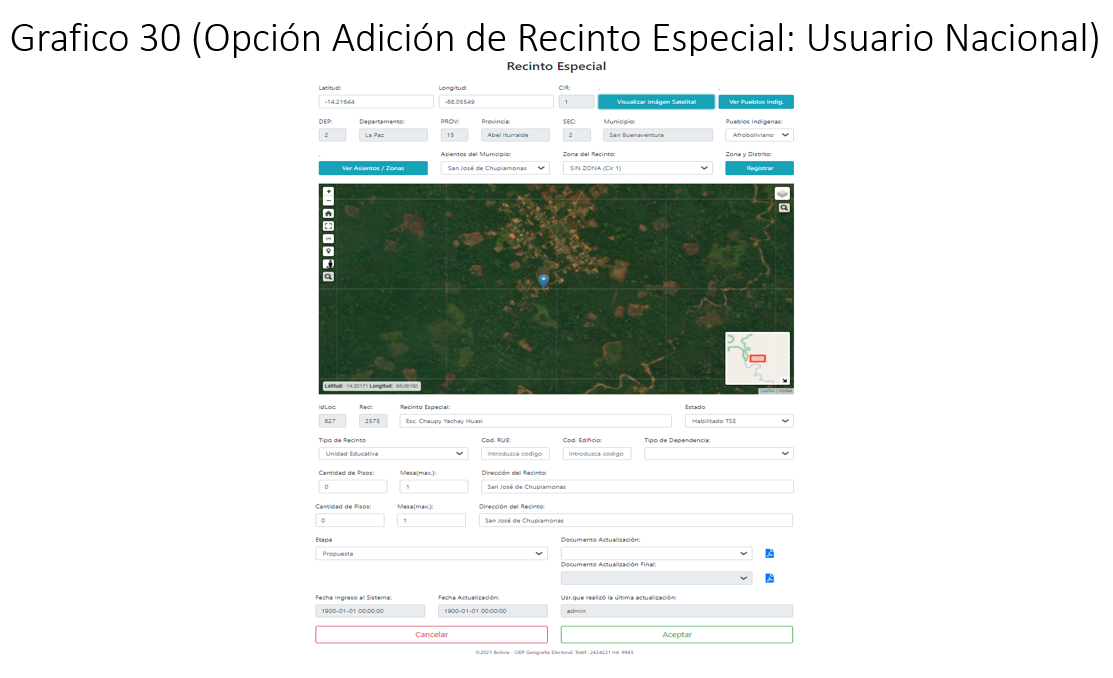 Grafico 30 (Opción Adición de Recinto Especial: Usuario Nacional)
Recinto Especial
Latitud: Longitud: CIR:
-14.21644 -68.05549 1 Visualizar Imágen Satelital Ver Pueblos Indig.
DEP: Departamento: PROV: Provincia: SEC: Municipio: Pueblos Indígenas:
2 La Paz 15 Abel Iturralde 2 San Buenaventura Afroboliviano
Asientos del Municipio: Zona del Recinto: Zona y Distrito:
Ver Asientos / Zonas San José de Chupiamonas SIN ZONA (Cir 1) Registrar
Latitud: -14,22171 Longitud: -68,06192
IdLoc: Reci: Recinto Especial: Estado
627 2575 Esc. Chaupy Yachay Huasi Habilitado TSE
Tipo de Recinto Cod. RUE: Cod. Edificio: Tipo de Dependencia:
Unidad Educativa Introduzca codigo Introduzca codigo
Cantidad de Pisos: Mesa(max.): Dirección del Recinto:
0 1 San José de Chupiamonas
Cantidad de Pisos: Mesa(max.): Dirección del Recinto:
0 1 San José de Chupiamonas
Etapa Documento Actualización:
Propuesta
Documento Actualización Final:
Fecha Ingreso al Sistema: Fecha Actualización: Usr.que realizó la última actualización:
1900-01-01 00:00:00 1900-01-01 00:00:00 admin
Cancelar Aceptar
©2021 Bolivia - OEP Geografía Electoral: Teléf.: 2424221 Int. 9943